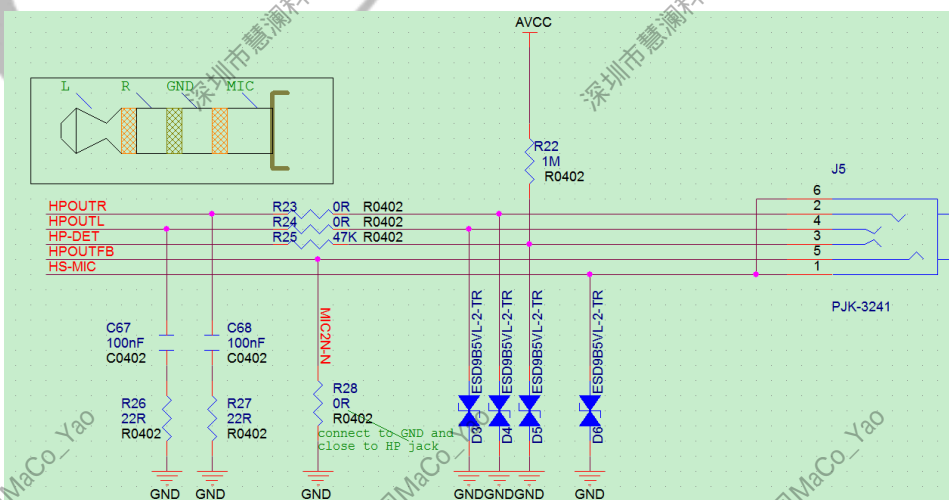 AVCC
L R GND MIC
R22
1M
R0402
J5
6
HPOUTR R23 0R R0402 2
HPOUTL R24 0R R0402 4
HP-DET R25 47K R0402 3
HPOUTFB 5
HS-MIC 1
PJK-3241
MIC2N-N
ESD9B5VL-2-TR
ESD9B5VL-2-TR
ESD9B5VL-2-TR
ESD9B5VL-2-TR
C67
100nF
C0402
C68
100nF
C0402
R26
22R
R0402
R27
22R
R0402
R28
0R
R0402
connect to GND and
close to HP jack
D3 D4 D5 D6
GND GND GND GND GND GND GND
深圳市慧澜科
深圳市慧澜科
MaCo_Yao
MaCo_Yao
MaCo_Yao